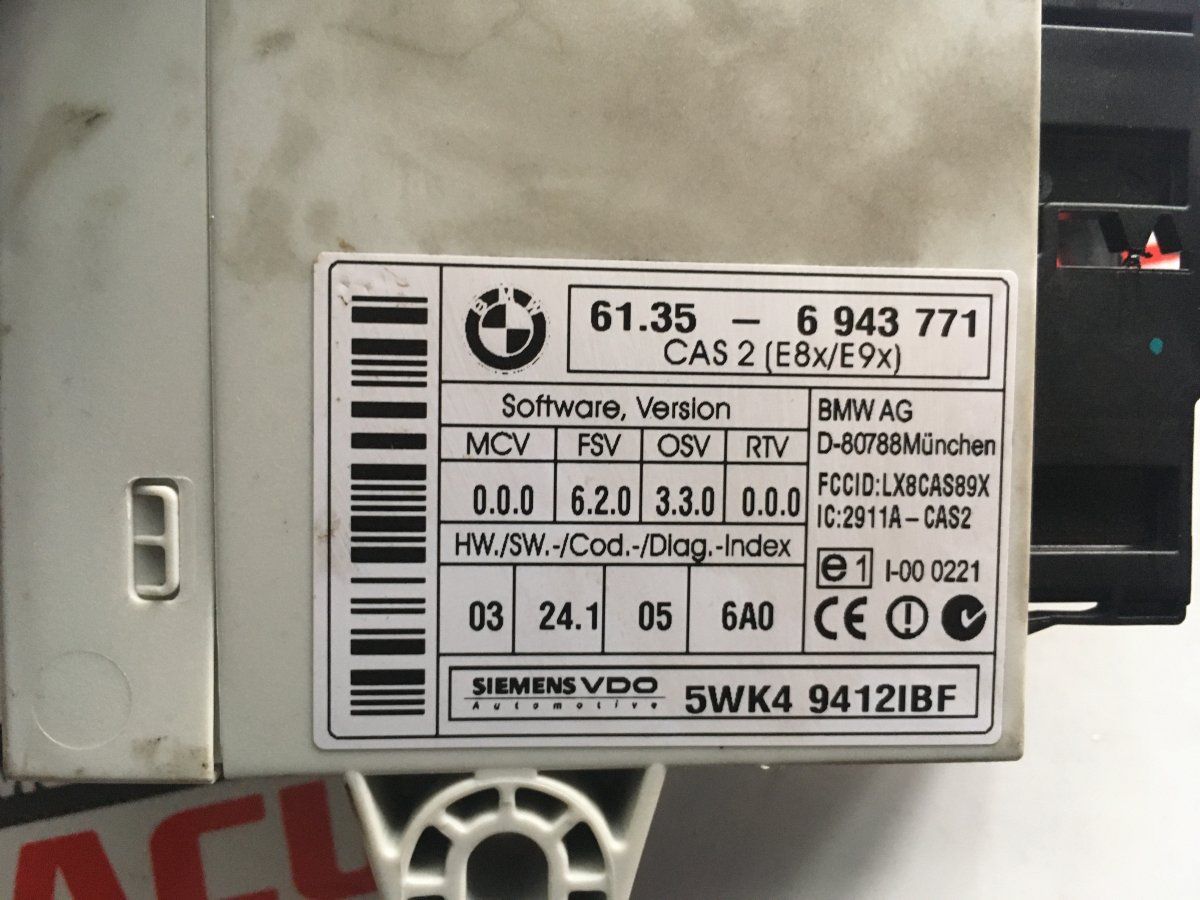 BMW
61.35 – 6 943 771
CAS 2 (E8x/E9x)
Software, Version
MCV FSV OSV RTV
0.0.0 6.2.0 3.3.0 0.0.0
HW./SW.-/Cod.-/Diag.-Index
03 24.1 05 6A0
BMW AG
D-80788München
FCCID:LX8CAS89X
IC:2911A–CAS2
e1 I-00 0221
CE
SIEMENS VDO
Automotive
5WK4 9412IBF
ACU